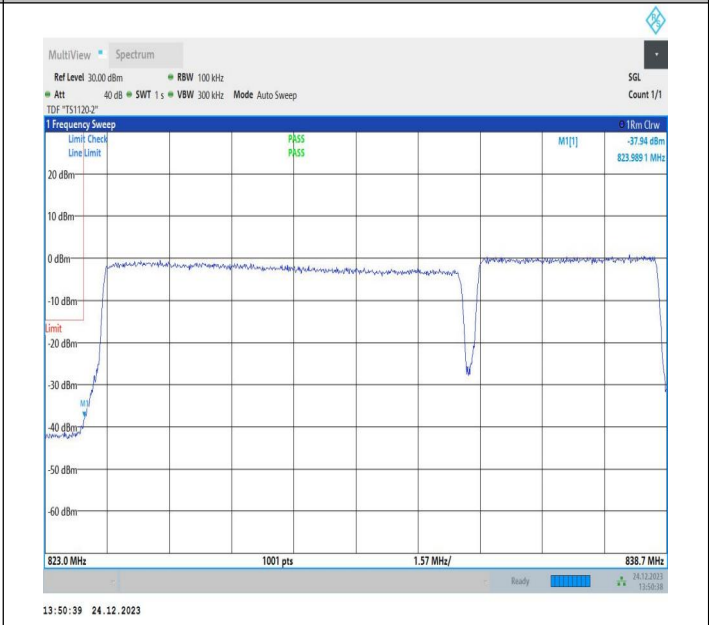 R S
MultiView Spectrum
Ref Level 30.00 dBm RBW 100 kHz SGL
Att 40 dB SWT 1 s VBW 300 kHz Mode Auto Sweep Count 1/1
TDF "TS1120-2"
1 Frequency Sweep 1Rm Clrw
Limit Check PASS M1[1] -37.94 dBm
Line Limit PASS 823.989 1 MHz
20 dBm
10 dBm
0 dBm
-10 dBm
Limit
-20 dBm
-30 dBm
M1
-40 dBm
-50 dBm
-60 dBm
823.0 MHz 1001 pts 1.57 MHz/ 838.7 MHz
Ready 24.12.2023
13:50:38
13:50:39 24.12.2023